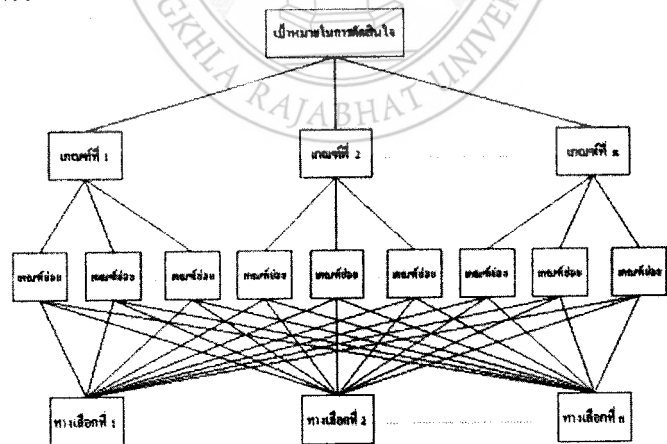 GKHLA RAJABHAT UNIVER
เป้าหมายในการตัดสินใจ
เกณฑ์ที่ 1
เกณฑ์ที่ 2
เกณฑ์ที่ n
เกณฑ์ย่อย เกณฑ์ย่อย เกณฑ์ย่อย เกณฑ์ย่อย เกณฑ์ย่อย เกณฑ์ย่อย เกณฑ์ย่อย เกณฑ์ย่อย เกณฑ์ย่อย
ทางเลือกที่ 1
ทางเลือกที่ 2
ทางเลือกที่ n